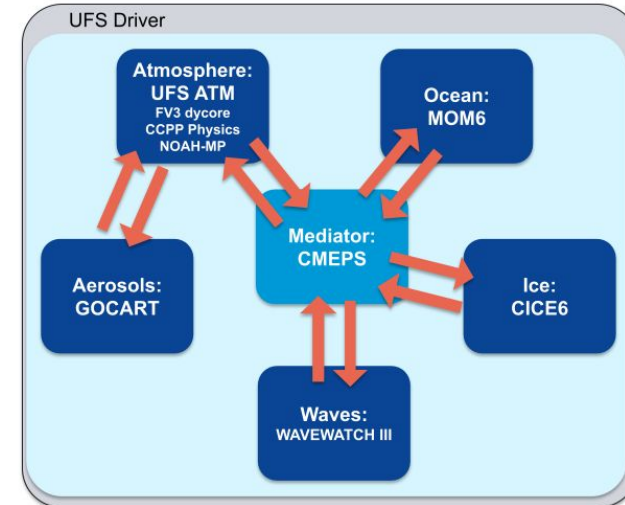 UFS Driver
Atmosphere:
UFS ATM
FV3 dycore
CCPP Physics
NOAH-MP
Ocean:
MOM6
Mediator:
CMEPS
Aerosols:
GOCART
Ice:
CICE6
Waves:
WAVEWATCH III